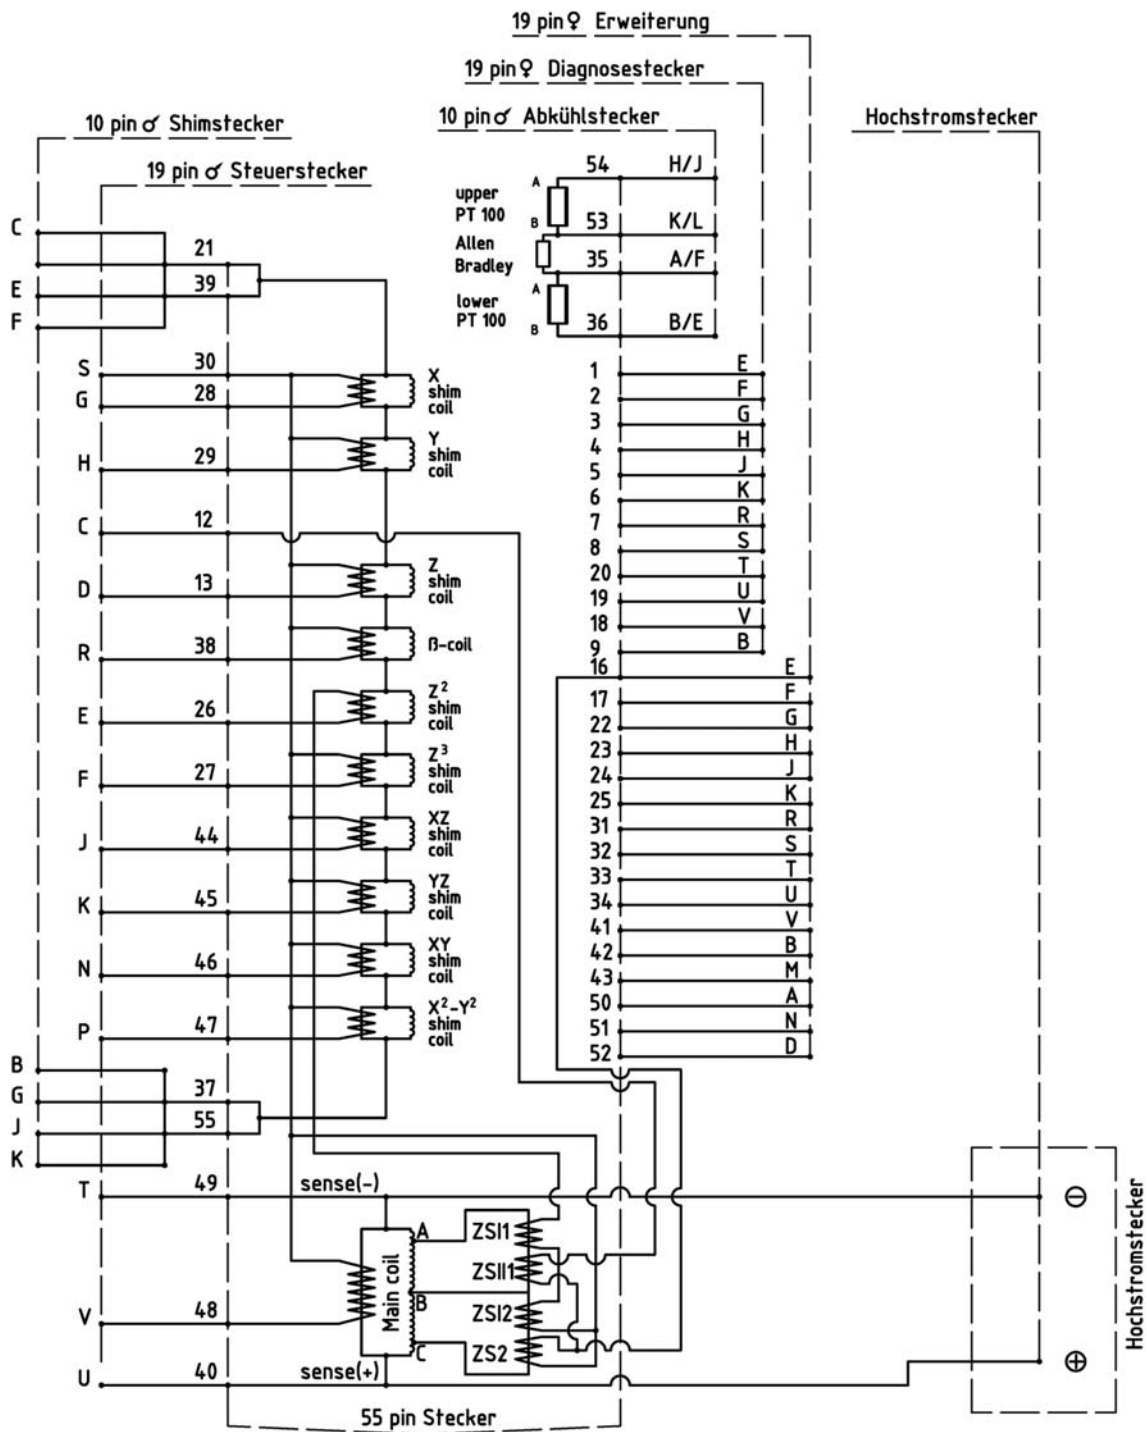 19 pin♀ Erweiterung
19 pin♀ Diagnosestecker
10 pin♂ Abkühlstecker
Hochstromstecker
10 pin♂ Shimstecker
19 pin♂ Steuerstecker
54 H/J
A
upper
PT 100
B
53 K/L
Allen
Bradley
35 A/F
A
lower
PT 100
B
36 B/E
C
21
E 39
F
S 30
G 28
X
shim
coil
H 29
Y
shim
coil
C 12
D 13
Z
shim
coil
R 38
ß-coil
E 26
Z²
shim
coil
F 27
Z³
shim
coil
J 44
XZ
shim
coil
K 45
YZ
shim
coil
N 46
XY
shim
coil
P 47
X²-Y²
shim
coil
B
G 37
J 55
K
1 E
2 F
3 G
4 H
5 J
6 K
7 R
8 S
20 T
19 U
18 V
9 B
16 E
17 F
22 G
23 H
24 J
25 K
31 R
32 S
33 T
34 U
41 V
42 B
43 M
50 A
51 N
52 D
T 49 sense(-)
V 48
U 40 sense(+)
Main coil
A
B
C
ZSI1
ZSII1
ZSI2
ZS2
55 pin Stecker
⊖
⊕
Hochstromstecker